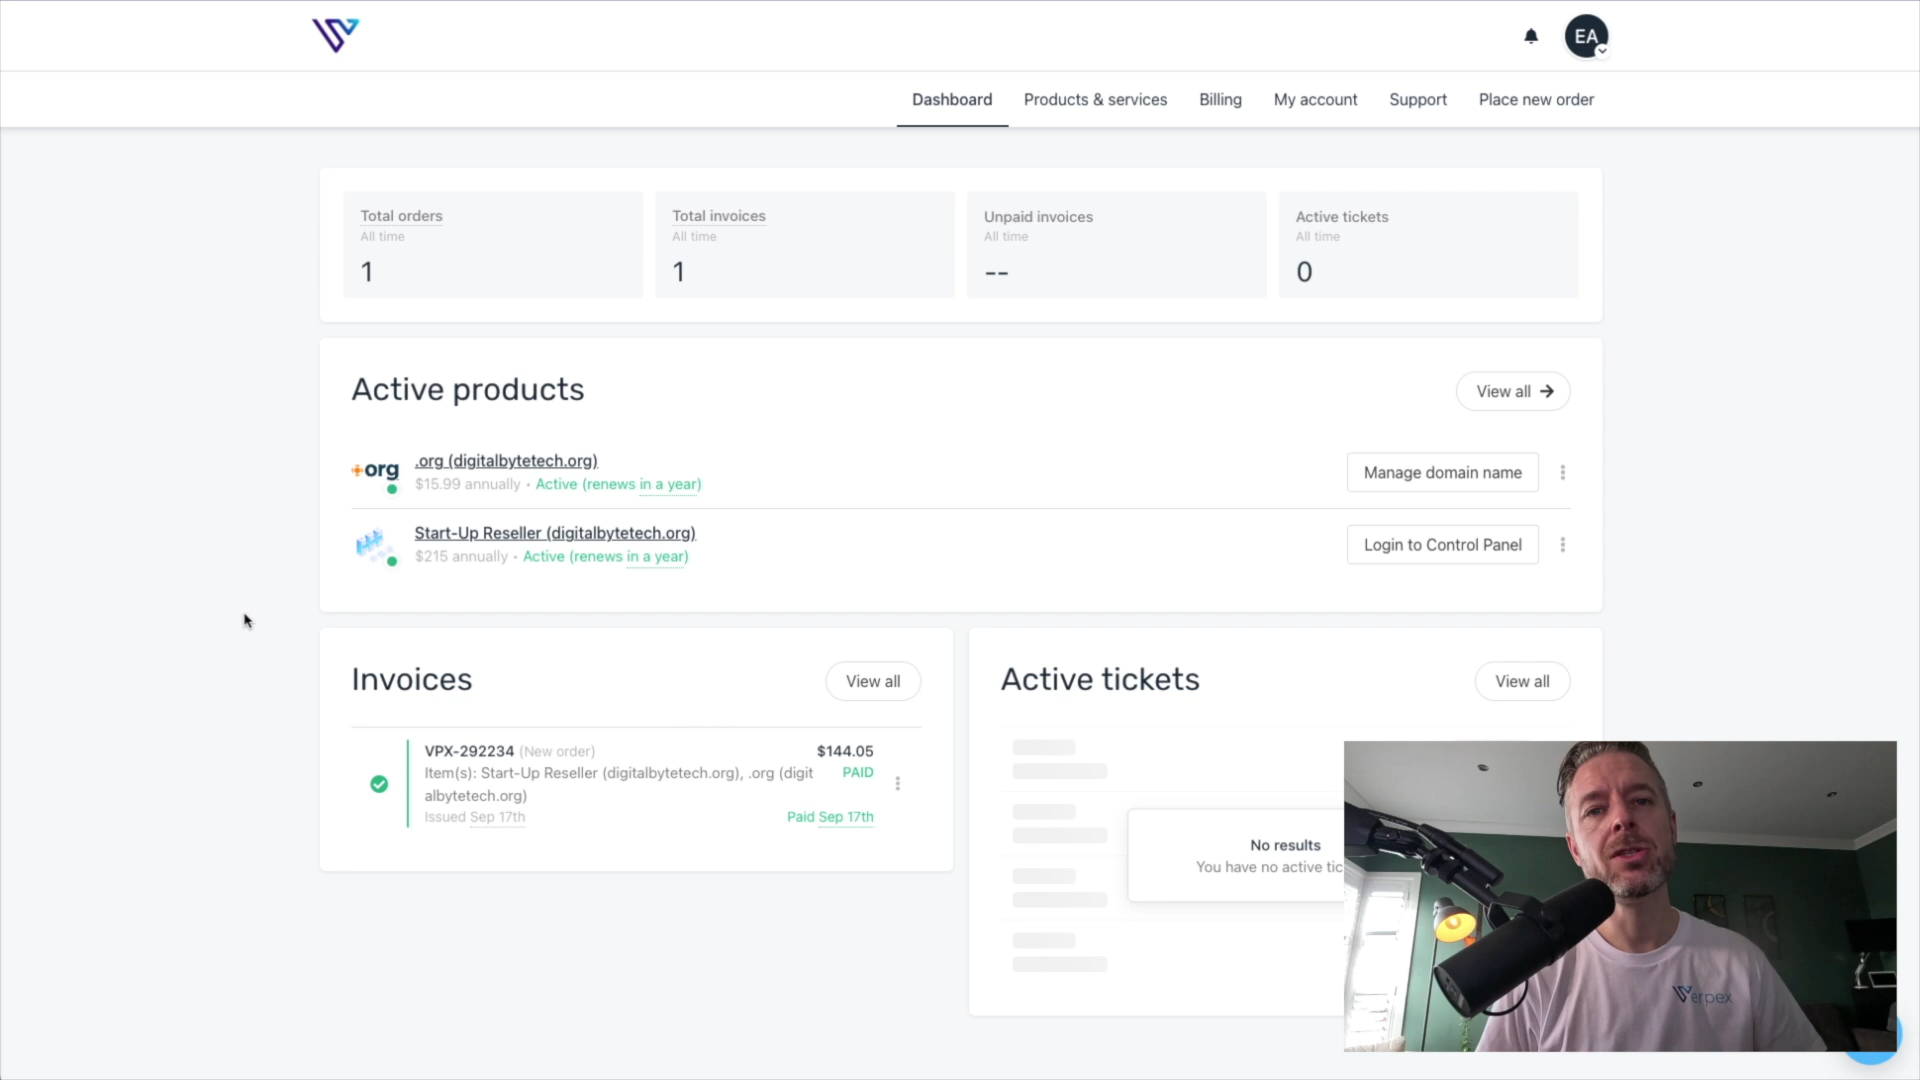 EA
Dashboard
Products & services
Billing
My account
Support
Place new order
Total orders
All time
1
Total invoices
All time
1
Unpaid invoices
All time
--
Active tickets
All time
0
Active products
View all
org
.org (digitalbytetech.org)
$15.99 annually • Active (renews in a year)
Manage domain name
Start-Up Reseller (digitalbytetech.org)
$215 annually • Active (renews in a year)
Login to Control Panel
Invoices
View all
VPX-292234 (New order)
$144.05
Item(s): Start-Up Reseller (digitalbytetech.org), .org (digit
albytetech.org)
PAID
Issued Sep 17th
Paid Sep 17th
Active tickets
View all
No results
You have no active tic
Verpex